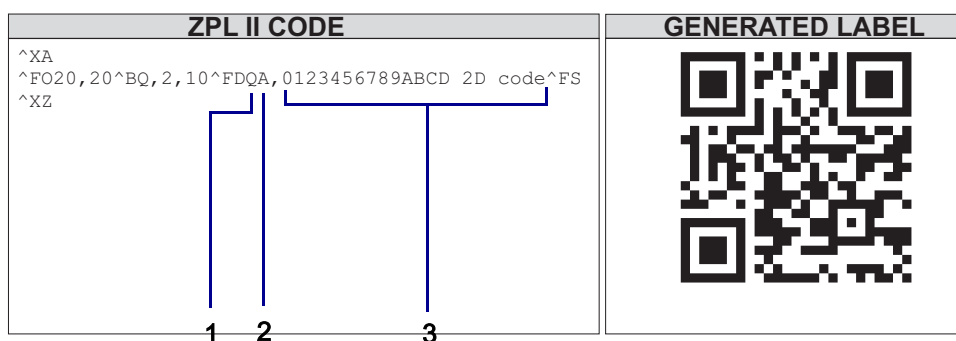 ZPL II CODE
^XA
^FO20,20^BQ,2,10^FDQA,0123456789ABCD 2D code^FS
^XZ
1 2 3
GENERATED LABEL